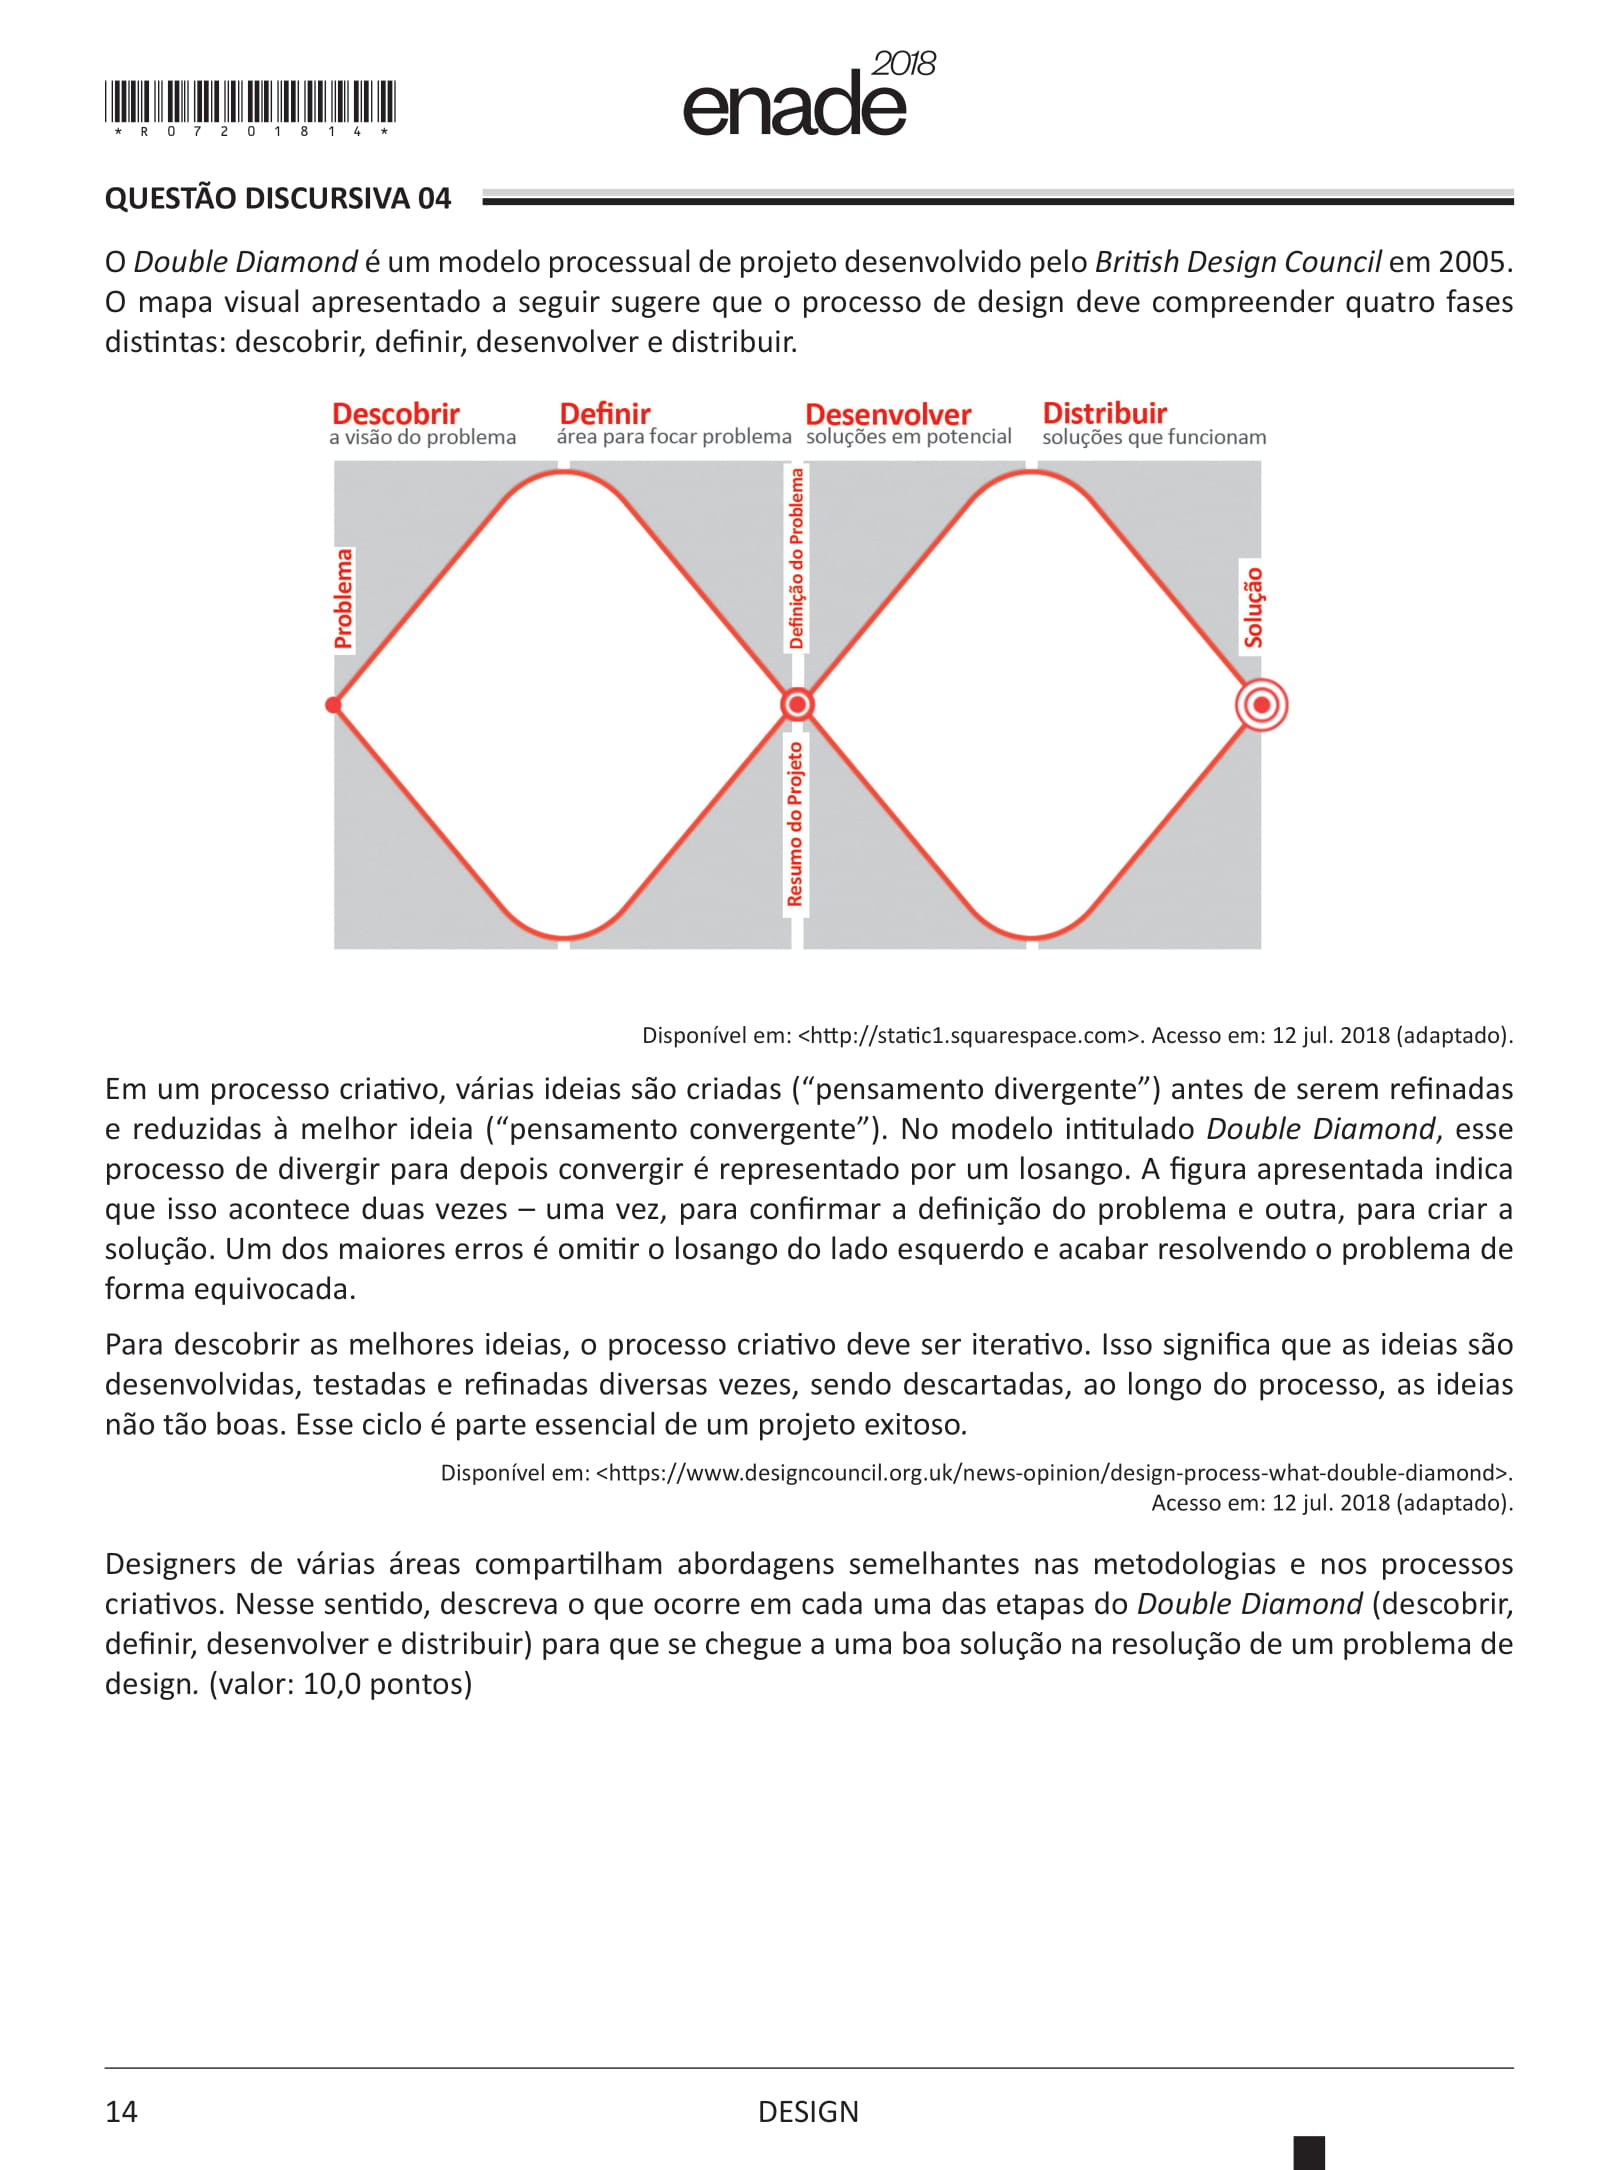 enade 2018
* R 0 7 2 0 1 8 1 4 *
QUESTÃO DISCURSIVA 04
O Double Diamond é um modelo processual de projeto desenvolvido pelo British Design Council em 2005.
O mapa visual apresentado a seguir sugere que o processo de design deve compreender quatro fases
distintas: descobrir, definir, desenvolver e distribuir.
Descobrir
a visão do problema
Definir
área para focar problema
Desenvolver
soluções em potencial
Distribuir
soluções que funcionam
Problema
Definição do Problema
Resumo do Projeto
Solução
Disponível em: <http://static1.squarespace.com>. Acesso em: 12 jul. 2018 (adaptado).
Em um processo criativo, várias ideias são criadas (“pensamento divergente”) antes de serem refinadas
e reduzidas à melhor ideia (“pensamento convergente”). No modelo intitulado Double Diamond, esse
processo de divergir para depois convergir é representado por um losango. A figura apresentada indica
que isso acontece duas vezes – uma vez, para confirmar a definição do problema e outra, para criar a
solução. Um dos maiores erros é omitir o losango do lado esquerdo e acabar resolvendo o problema de
forma equivocada.
Para descobrir as melhores ideias, o processo criativo deve ser iterativo. Isso significa que as ideias são
desenvolvidas, testadas e refinadas diversas vezes, sendo descartadas, ao longo do processo, as ideias
não tão boas. Esse ciclo é parte essencial de um projeto exitoso.
Disponível em: <https://www.designcouncil.org.uk/news-opinion/design-process-what-double-diamond>.
Acesso em: 12 jul. 2018 (adaptado).
Designers de várias áreas compartilham abordagens semelhantes nas metodologias e nos processos
criativos. Nesse sentido, descreva o que ocorre em cada uma das etapas do Double Diamond (descobrir,
definir, desenvolver e distribuir) para que se chegue a uma boa solução na resolução de um problema de
design. (valor: 10,0 pontos)
14
DESIGN